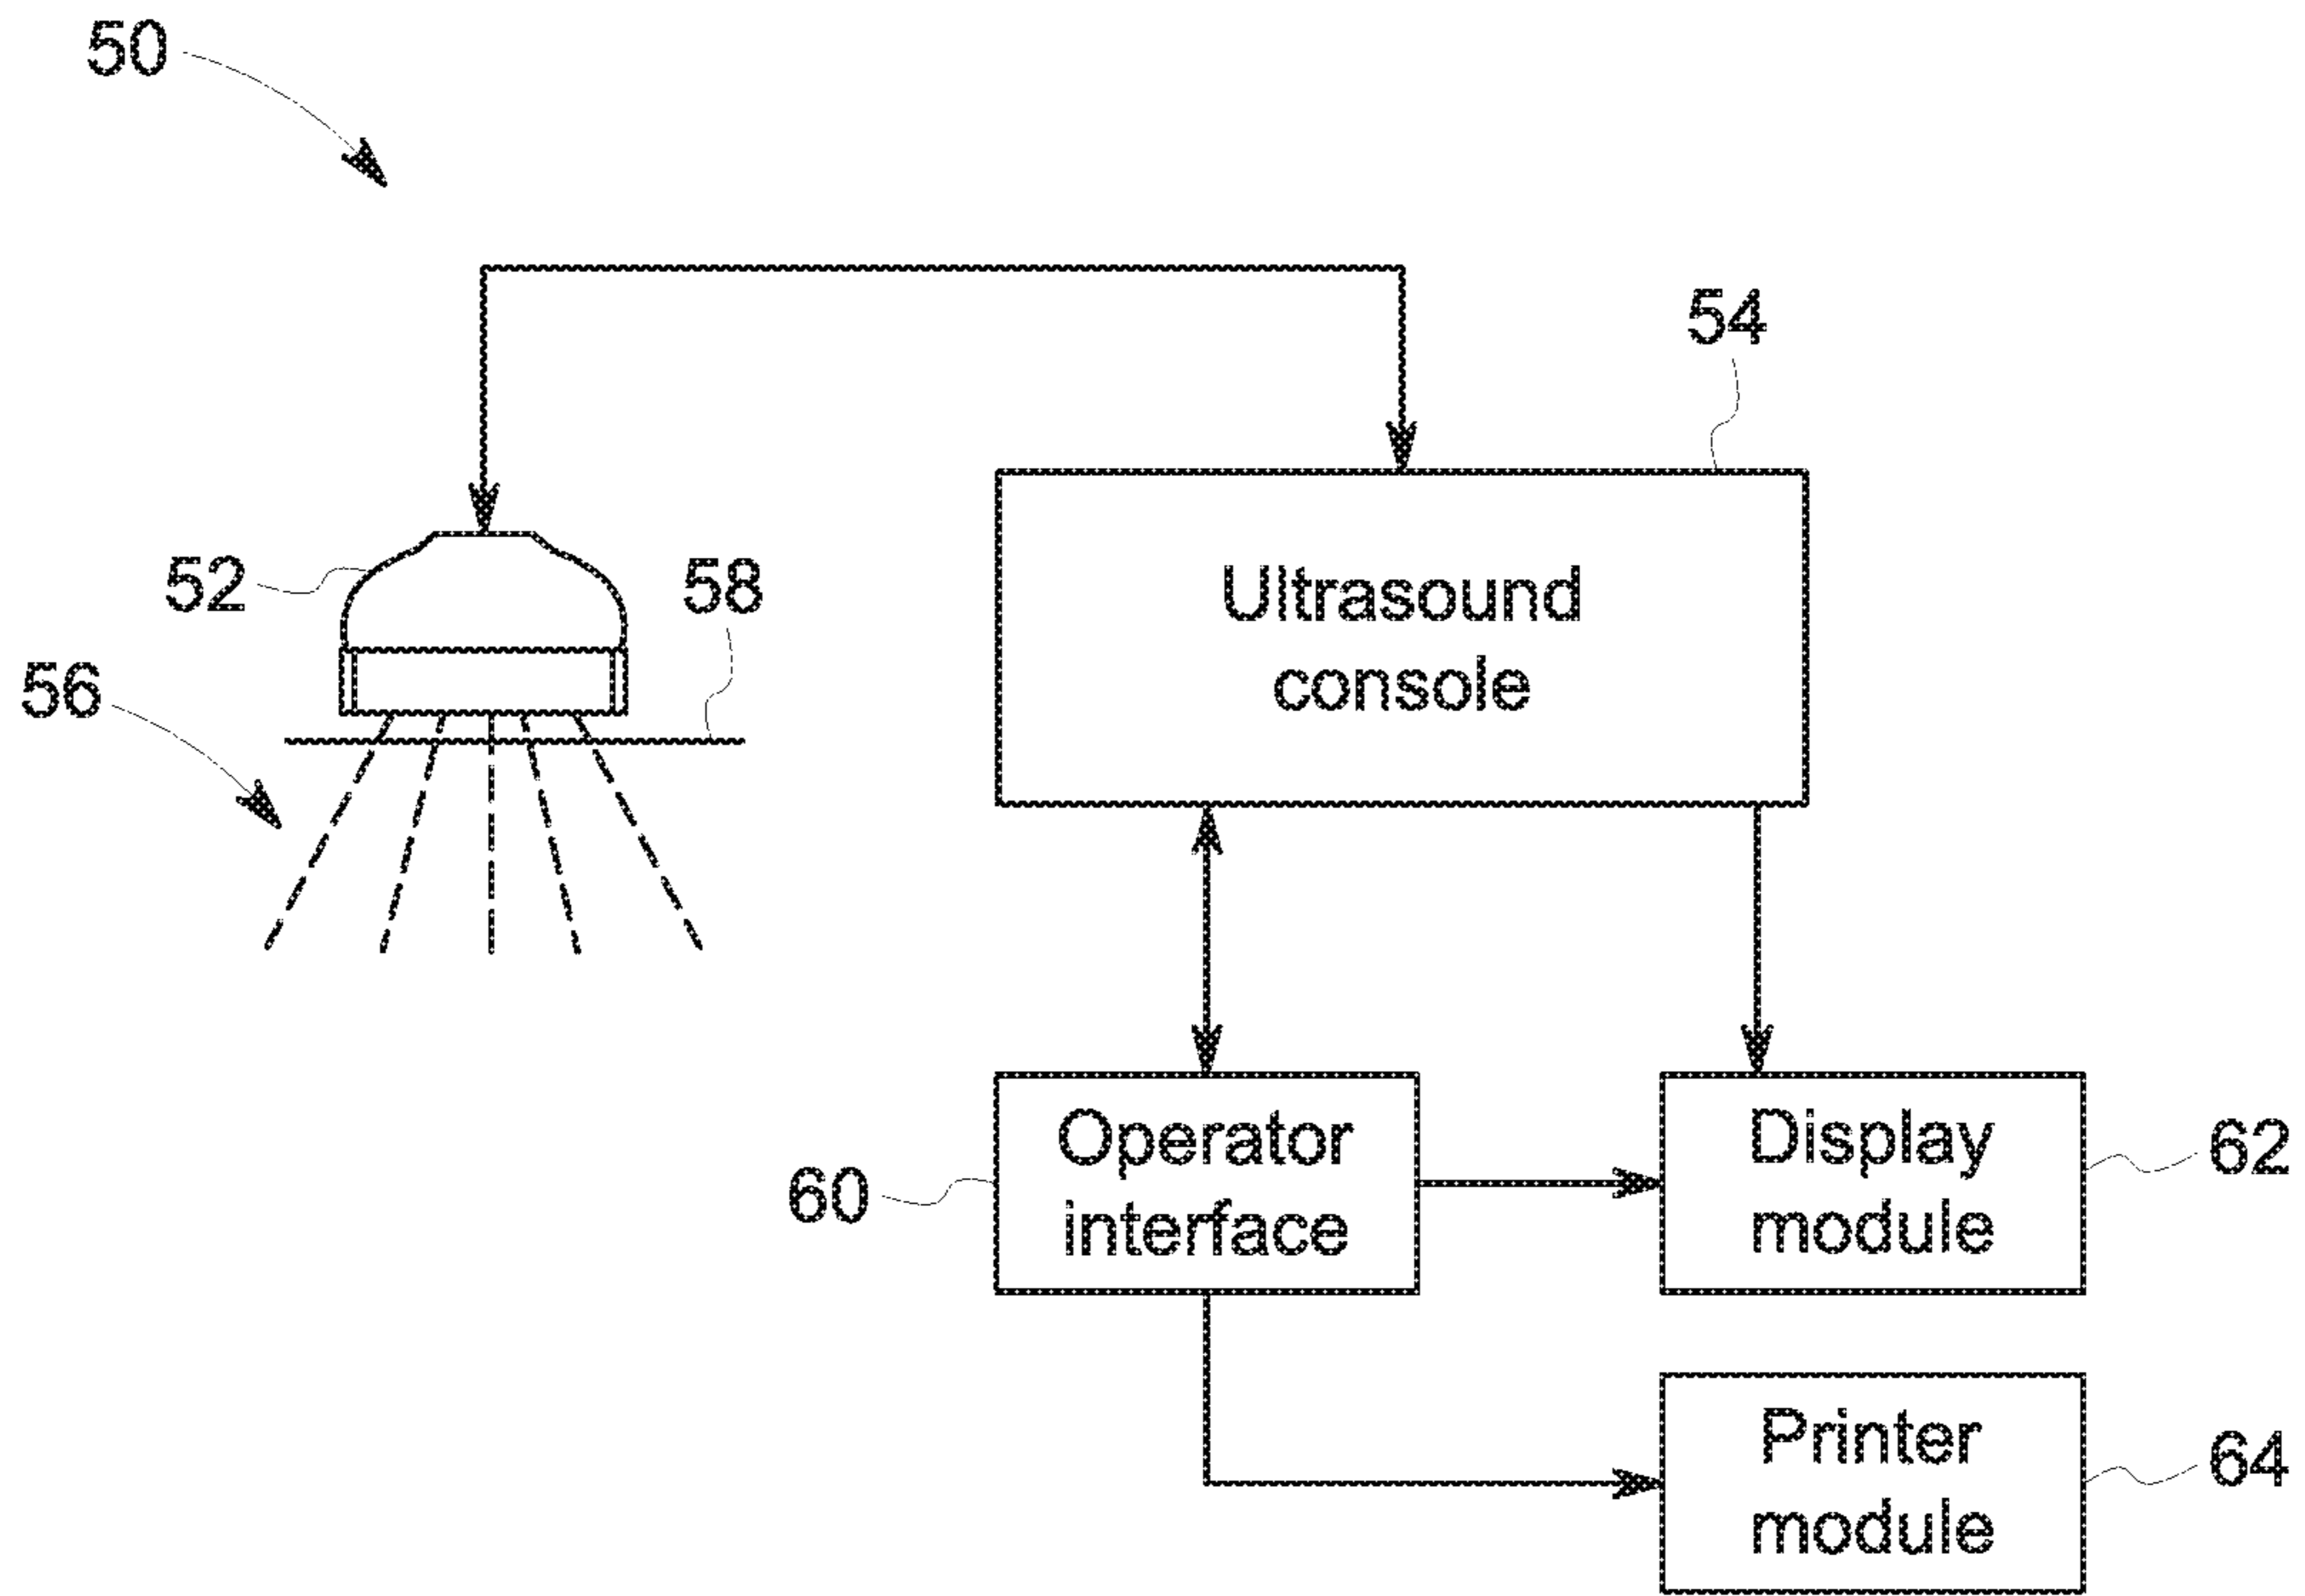 50
54
52
58
56
Ultrasound
console
Operator
interface
60
Display
module
62
Printer
module
64